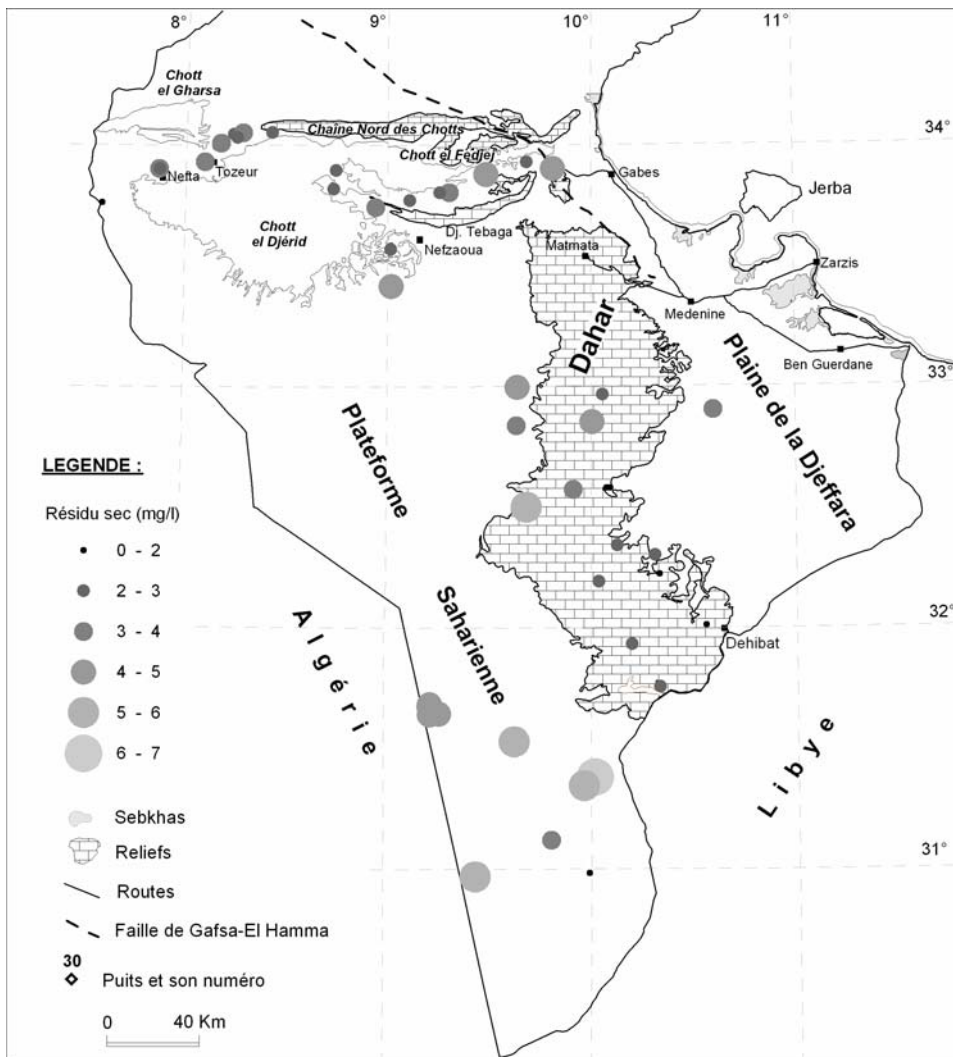 8° 9° 10° 11°
Chott
el Gharsa
34°
Chaîne Nord des Chotts
Chott el Fedjej
Nefta
Tozeur
Gabes
Jerba
Chott
el Djérid
Dj. Tebaga
Nefzaoua
Matmata
Zarzis
Medenine
Ben Guerdane
33°
Dahar
Plaine de la Djeffara
Plateforme
Saharienne
32°
Dehibat
Algérie
Libye
31°
LEGENDE :
Résidu sec (mg/l)
0 - 2
2 - 3
3 - 4
4 - 5
5 - 6
6 - 7
Sebkhas
Reliefs
Routes
Faille de Gafsa-El Hamma
30
Puits et son numéro
0 40 Km